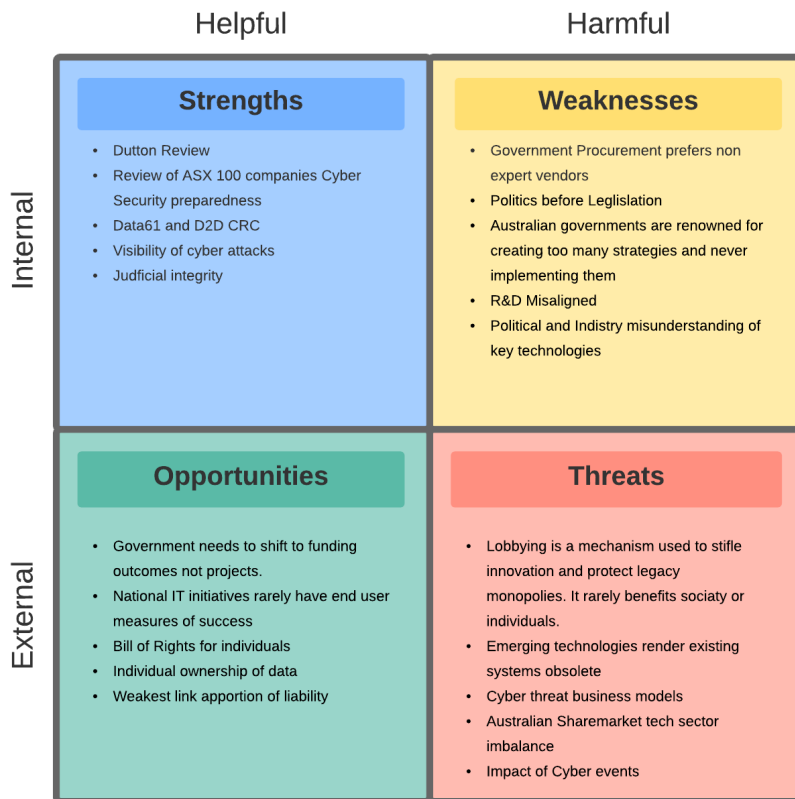 Helpful
Harmful
Internal
Strengths
• Dutton Review
• Review of ASX 100 companies Cyber
Security preparedness
• Data61 and D2D CRC
• Visibility of cyber attacks
• Judficial integrity
Weaknesses
• Government Procurement prefers non
expert vendors
• Politics before Leglislation
• Australian governments are renowned for
creating too many strategies and never
implementing them
• R&D Misaligned
• Political and Indistry misunderstanding of
key technologies
External
Opportunities
• Government needs to shift to funding
outcomes not projects.
• National IT initiatives rarely have end user
measures of success
• Bill of Rights for individuals
• Individual ownership of data
• Weakest link apportion of liability
Threats
• Lobbying is a mechanism used to stifle
innovation and protect legacy
monopolies. It rarely benefits sociaty or
individuals.
• Emerging technologies render existing
systems obsolete
• Cyber threat business models
• Australian Sharemarket tech sector
imbalance
• Impact of Cyber events